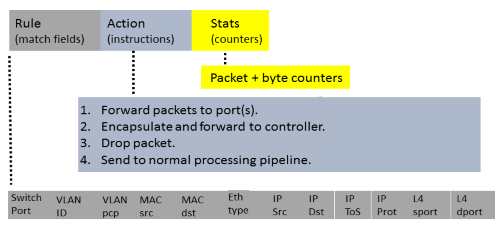 Rule
(match fields)
Action
(instructions)
Stats
(counters)
Packet + byte counters
1. Forward packets to port(s).
2. Encapsulate and forward to controller.
3. Drop packet.
4. Send to normal processing pipeline.
Switch Port
VLAN ID
VLAN pcp
MAC src
MAC dst
Eth type
IP Src
IP Dst
IP ToS
IP Prot
L4 sport
L4 dport